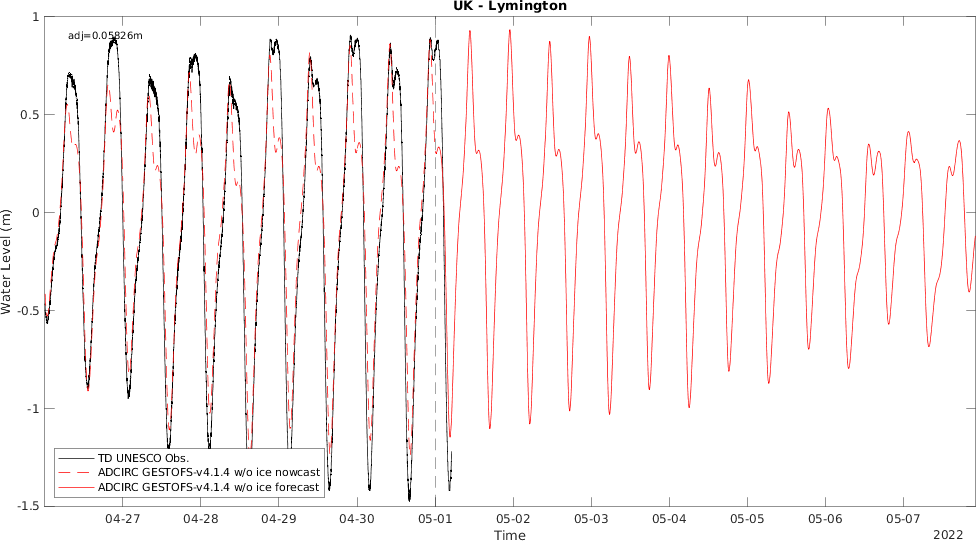 UK - Lymington
adj=0.05826m
1
0.5
0
-0.5
-1
-1.5
Water Level (m)
TD UNESCO Obs.
ADCIRC GESTOFS-v4.1.4 w/o ice nowcast
ADCIRC GESTOFS-v4.1.4 w/o ice forecast
04-27 04-28 04-29 04-30 05-01 05-02 05-03 05-04 05-05 05-06 05-07
Time
2022